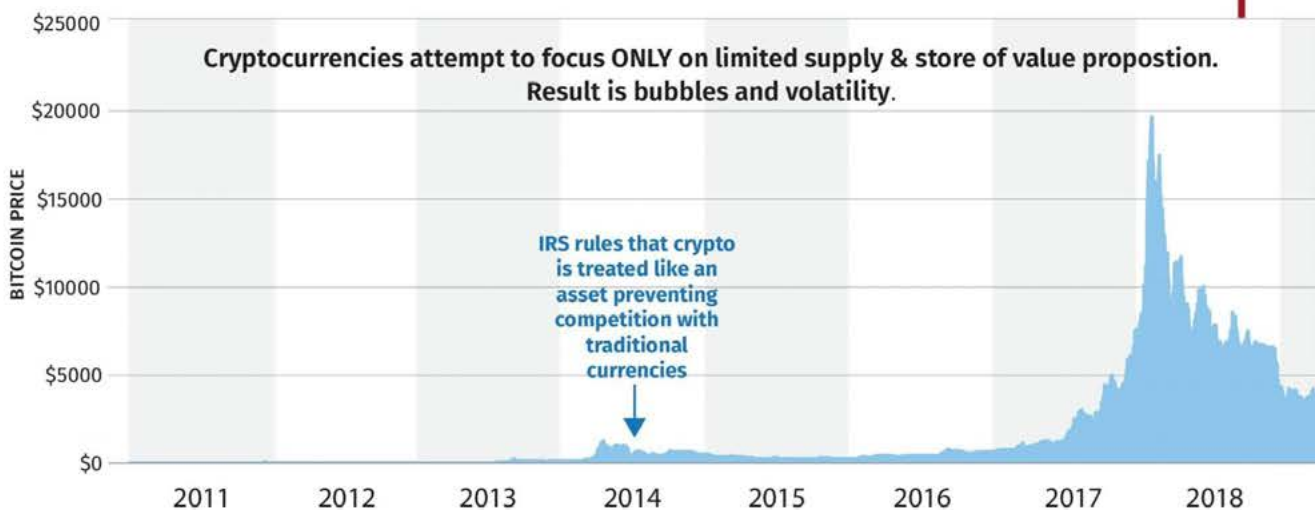 $25000
Cryptocurrencies attempt to focus ONLY on limited supply & store of value propostion.
Result is bubbles and volatility.
$20000
$15000
$10000
$5000
$0
BITCOIN PRICE
IRS rules that crypto
is treated like an
asset preventing
competition with
traditional
currencies
2011 2012 2013 2014 2015 2016 2017 2018